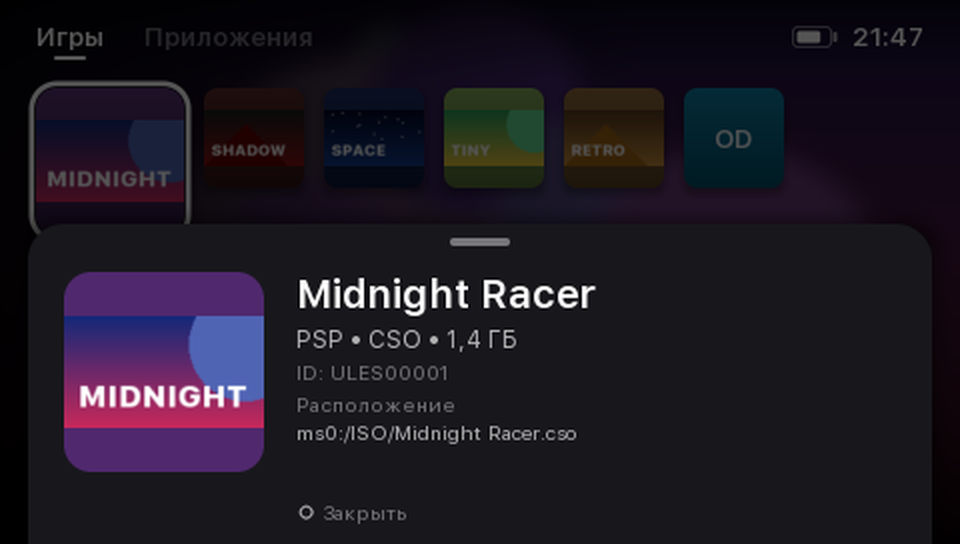 Игры Приложения 21:47
MIDNIGHT SHADOW SPACE TINY RETRO OD
MIDNIGHT
Midnight Racer
PSP • CSO • 1,4 ГБ
ID: ULES00001
Расположение
ms0:/ISO/Midnight Racer.cso
Закрыть